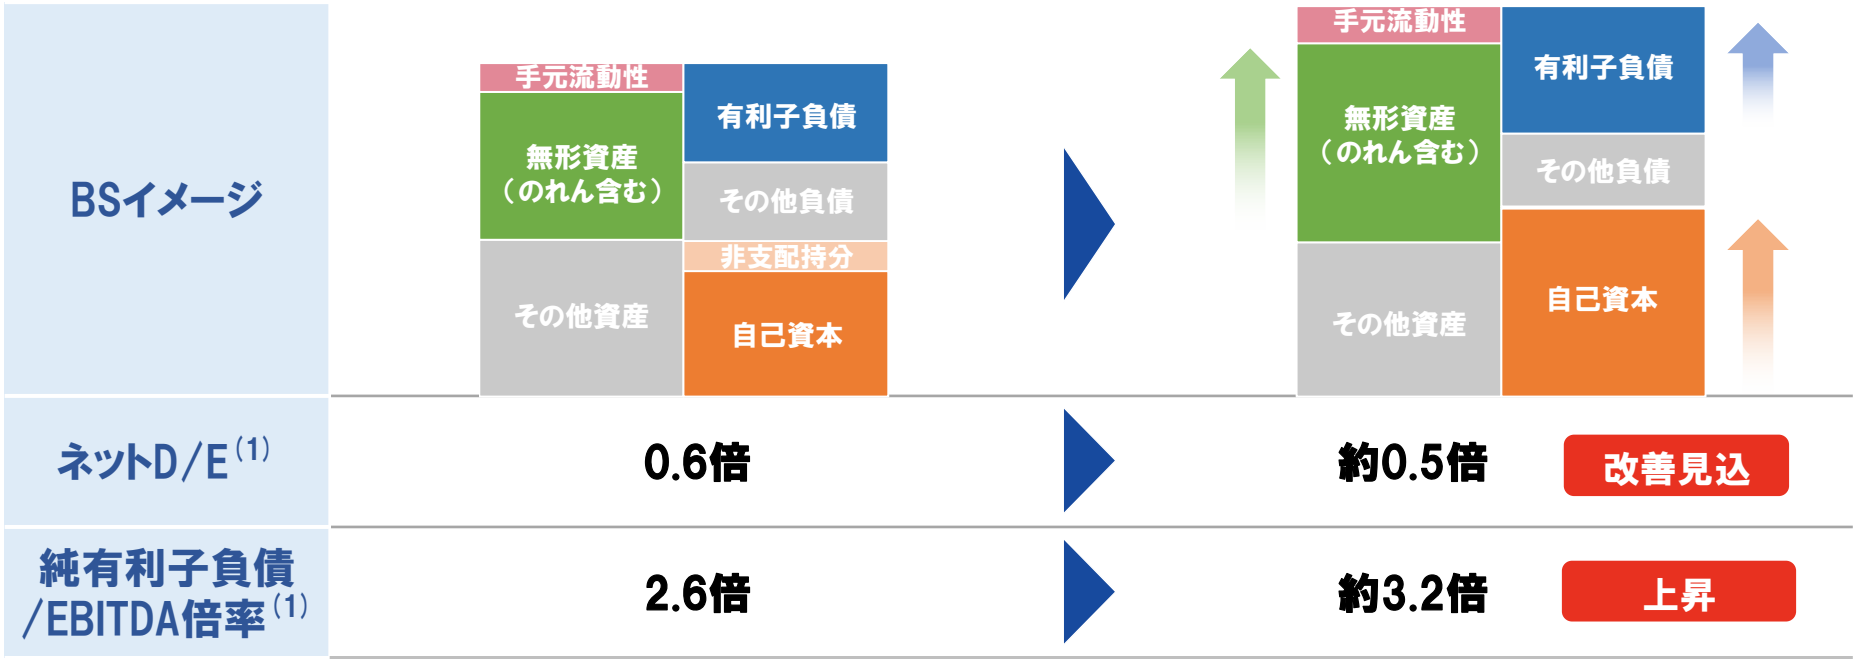 BSイメージ
手元流動性
無形資産
（のれん含む）
その他資産
有利子負債
その他負債
非支配持分
自己資本
手元流動性
無形資産
（のれん含む）
その他資産
有利子負債
その他負債
自己資本
ネットD/E(1)
0.6倍
約0.5倍
改善見込
純有利子負債
/EBITDA倍率(1)
2.6倍
約3.2倍
上昇